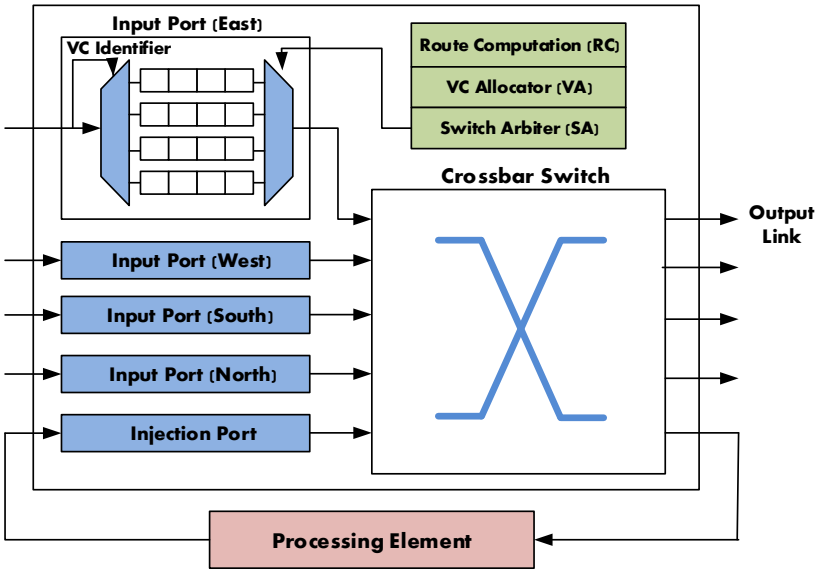 Input Port (East)
VC Identifier
Route Computation (RC)
VC Allocator (VA)
Switch Arbiter (SA)
Crossbar Switch
Output
Link
Input Port (West)
Input Port (South)
Input Port (North)
Injection Port
Processing Element